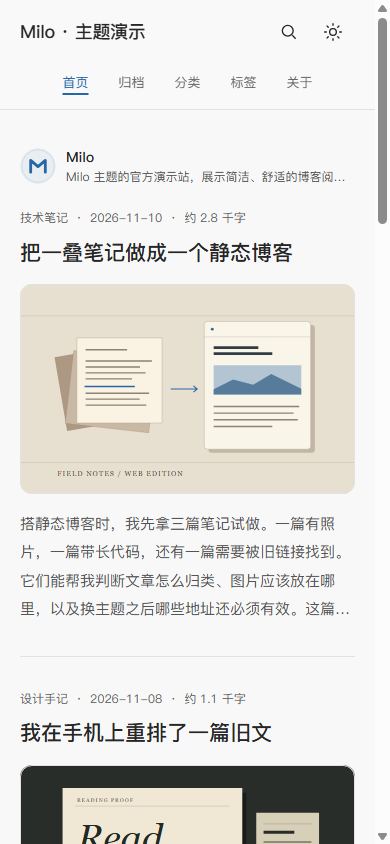 Milo · 主题演示
首页 归档 分类 标签 关于
Milo
Milo 主题的官方演示站，展示简洁、舒适的博客阅...
技术笔记 · 2026-11-10 · 约 2.8 千字
把一叠笔记做成一个静态博客
FIELD NOTES / WEB EDITION
搭静态博客时，我先拿三篇笔记试做。一篇有照
片，一篇带长代码，还有一篇需要被旧链接找到。
它们能帮我判断文章怎么归类、图片应该放在哪
里，以及换主题之后哪些地址还必须有效。这篇...
设计手记 · 2026-11-08 · 约 1.1 千字
我在手机上重排了一篇旧文
READING PROOF
Read